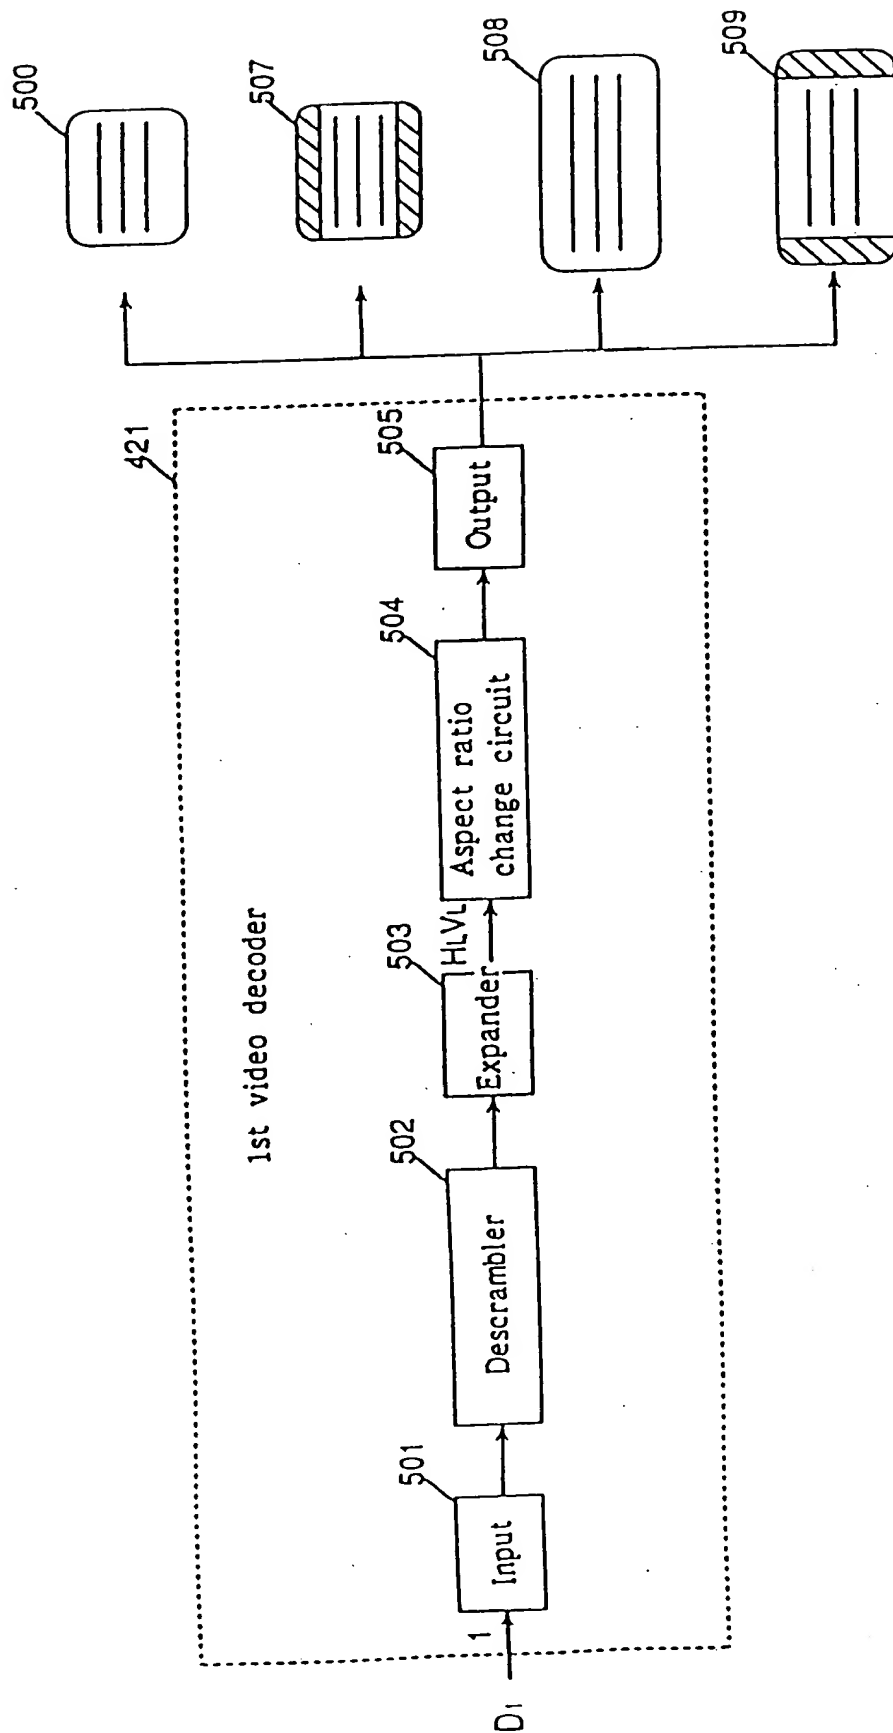 1st video decoder
421
D1
1
501
Input
502
Descrambler
503
Expander
HLVL
504
Aspect ratio
change circuit
505
Output
500
507
508
509